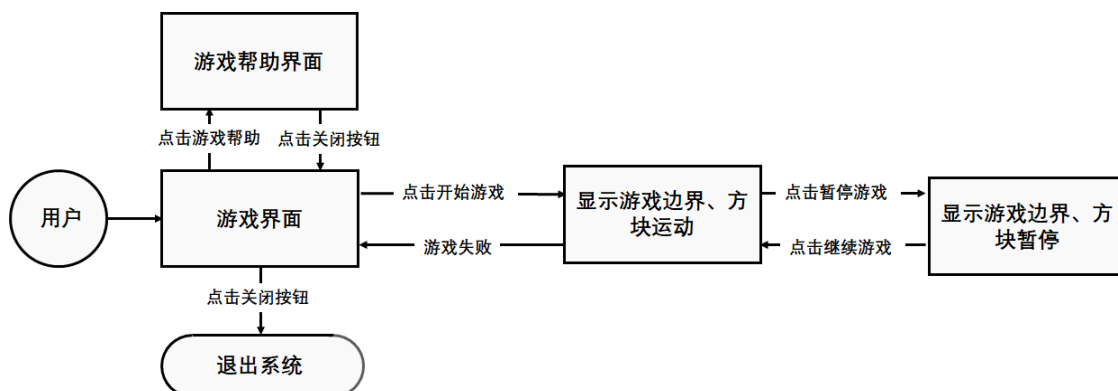 游戏帮助界面
点击游戏帮助
点击关闭按钮
用户
游戏界面
点击开始游戏
游戏失败
显示游戏边界、方
块运动
点击暂停游戏
点击继续游戏
显示游戏边界、方
块暂停
点击关闭按钮
退出系统